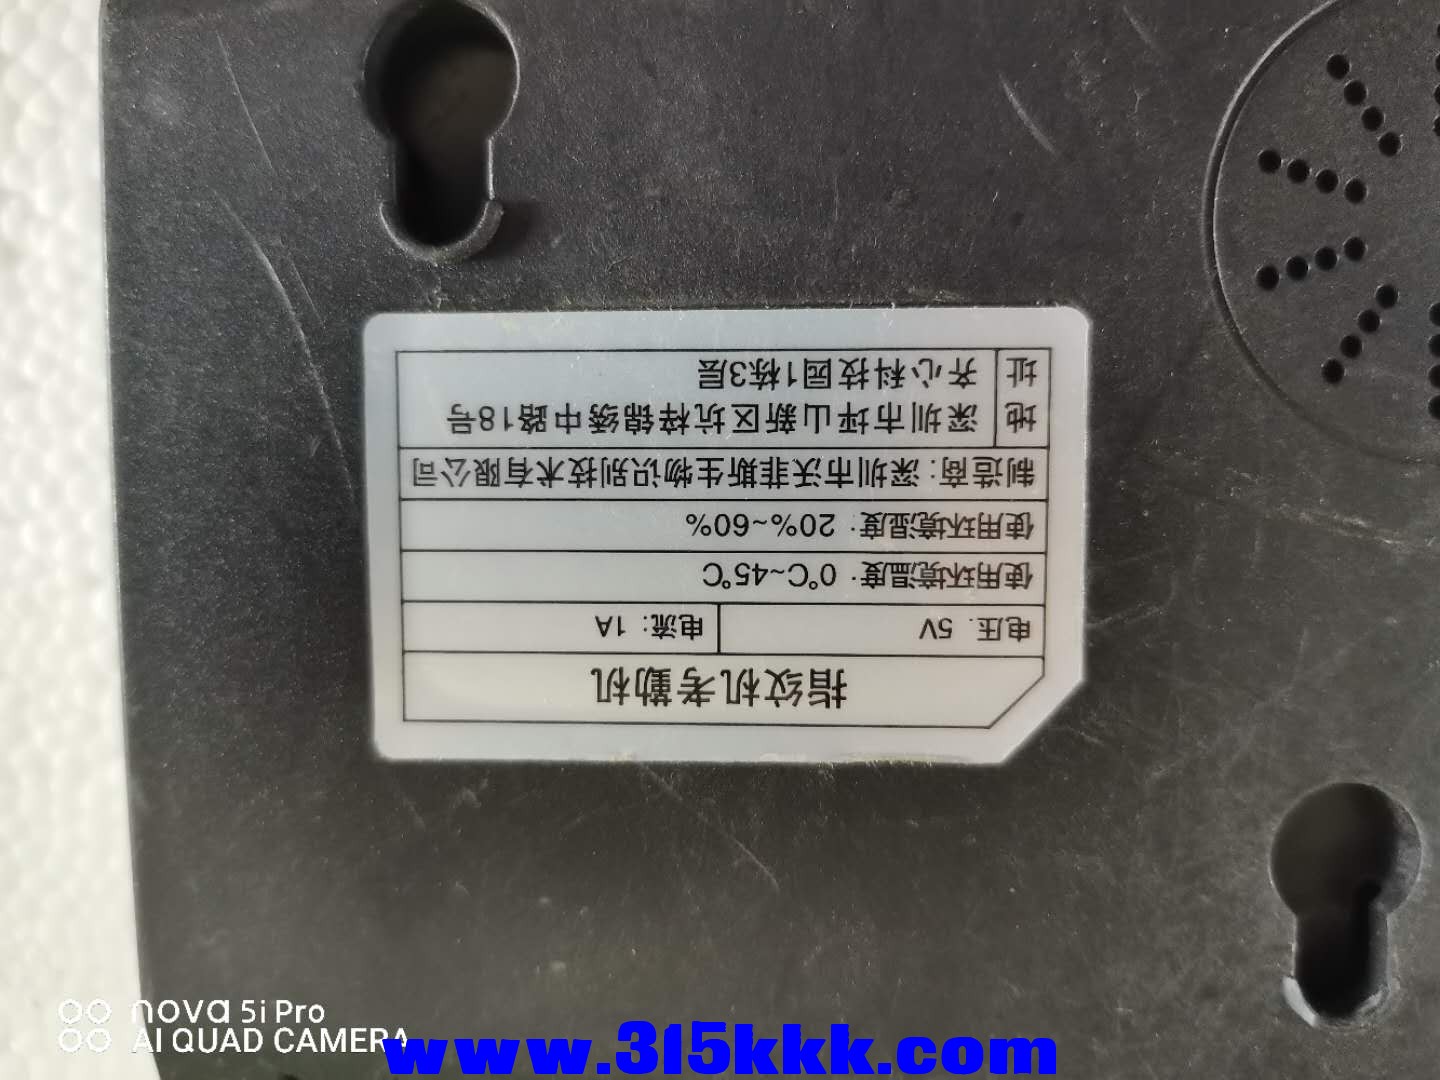 指纹机考勤机
电压: 5V 电流: 1A
使用环境温度: 0℃~45℃
使用环境湿度: 20%~60%
制造商: 深圳市沃菲斯生物识别技术有限公司
地址 深圳市坪山新区坑梓锦绣中路18号
齐心科技园1栋3层
nova 5i Pro
AI QUAD CAMERA
www.315kkk.com